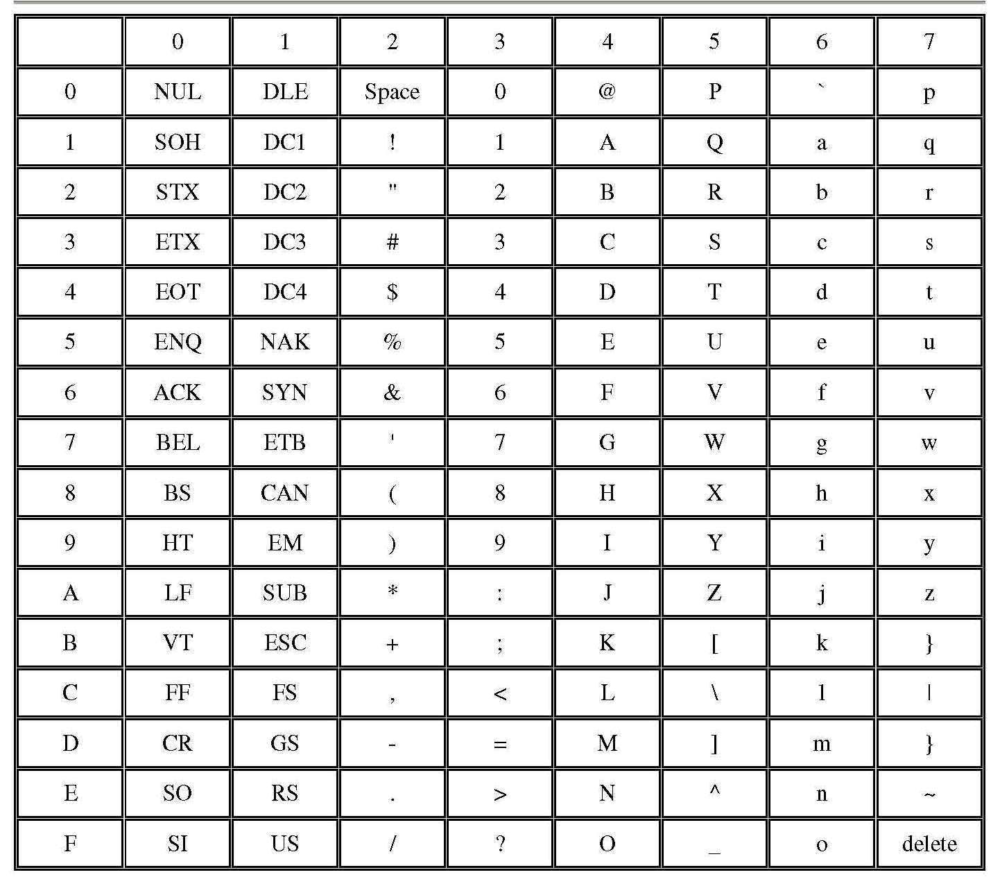 0 1 2 3 4 5 6 7
0 NUL DLE Space 0 @ P ` p
1 SOH DC1 ! 1 A Q a q
2 STX DC2 " 2 B R b r
3 ETX DC3 # 3 C S c s
4 EOT DC4 $ 4 D T d t
5 ENQ NAK % 5 E U e u
6 ACK SYN & 6 F V f v
7 BEL ETB ' 7 G W g w
8 BS CAN ( 8 H X h x
9 HT EM ) 9 I Y i y
A LF SUB * : J Z j z
B VT ESC + ; K [ k }
C FF FS , < L \ l |
D CR GS - = M ] m }
E SO RS . > N ^ n ~
F SI US / ? O _ o delete